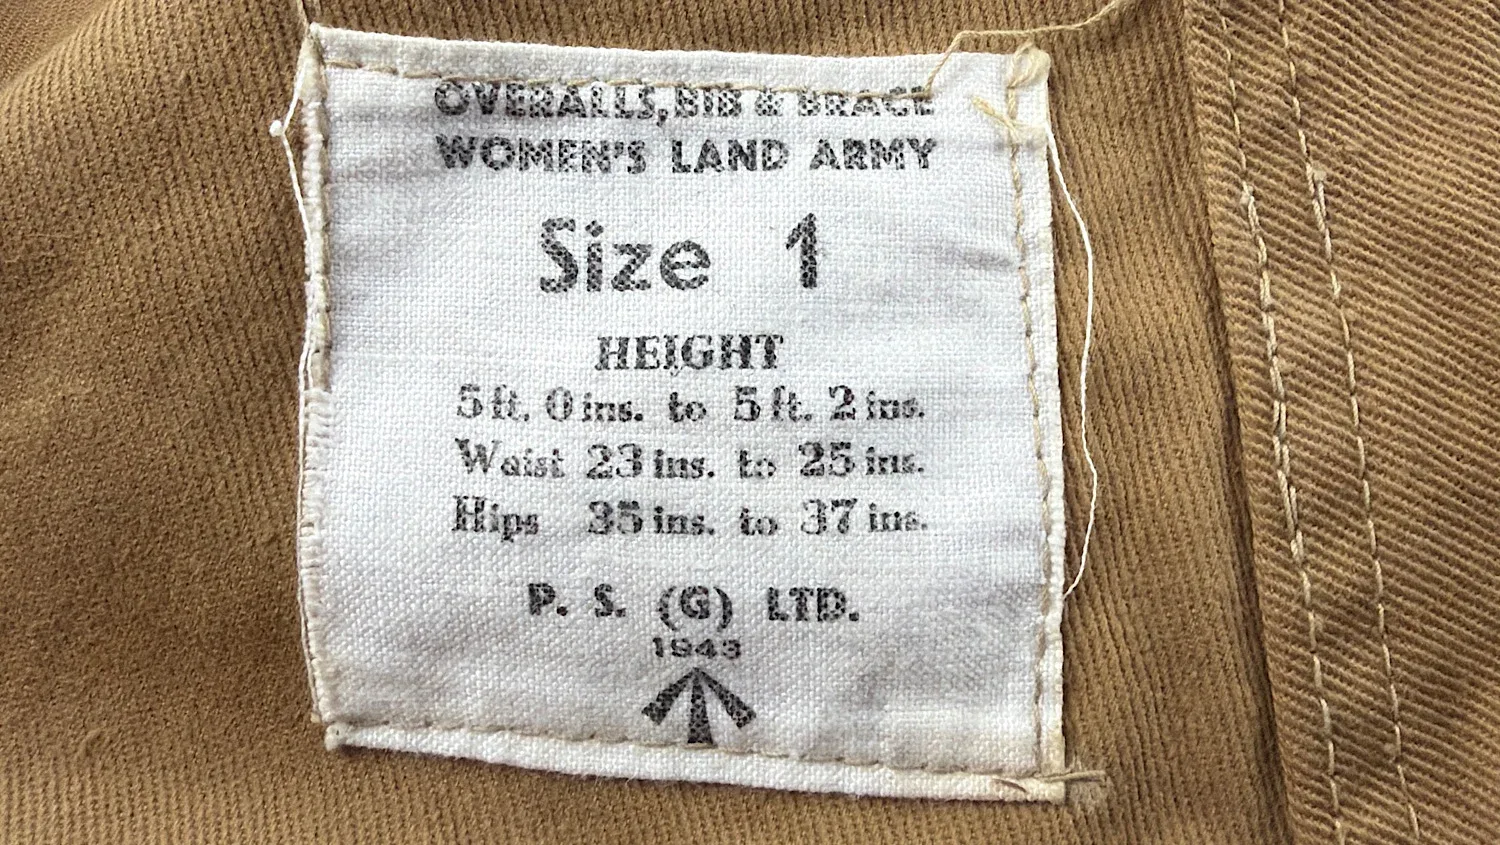 OVERALLS, BIB & BRACE
WOMEN'S LAND ARMY
Size 1
HEIGHT
5 ft. 0 ins. to 5 ft. 2 ins.
Waist 23 ins. to 25 ins.
Hips 35 ins. to 37 ins.
P. S. (G) LTD.
1943